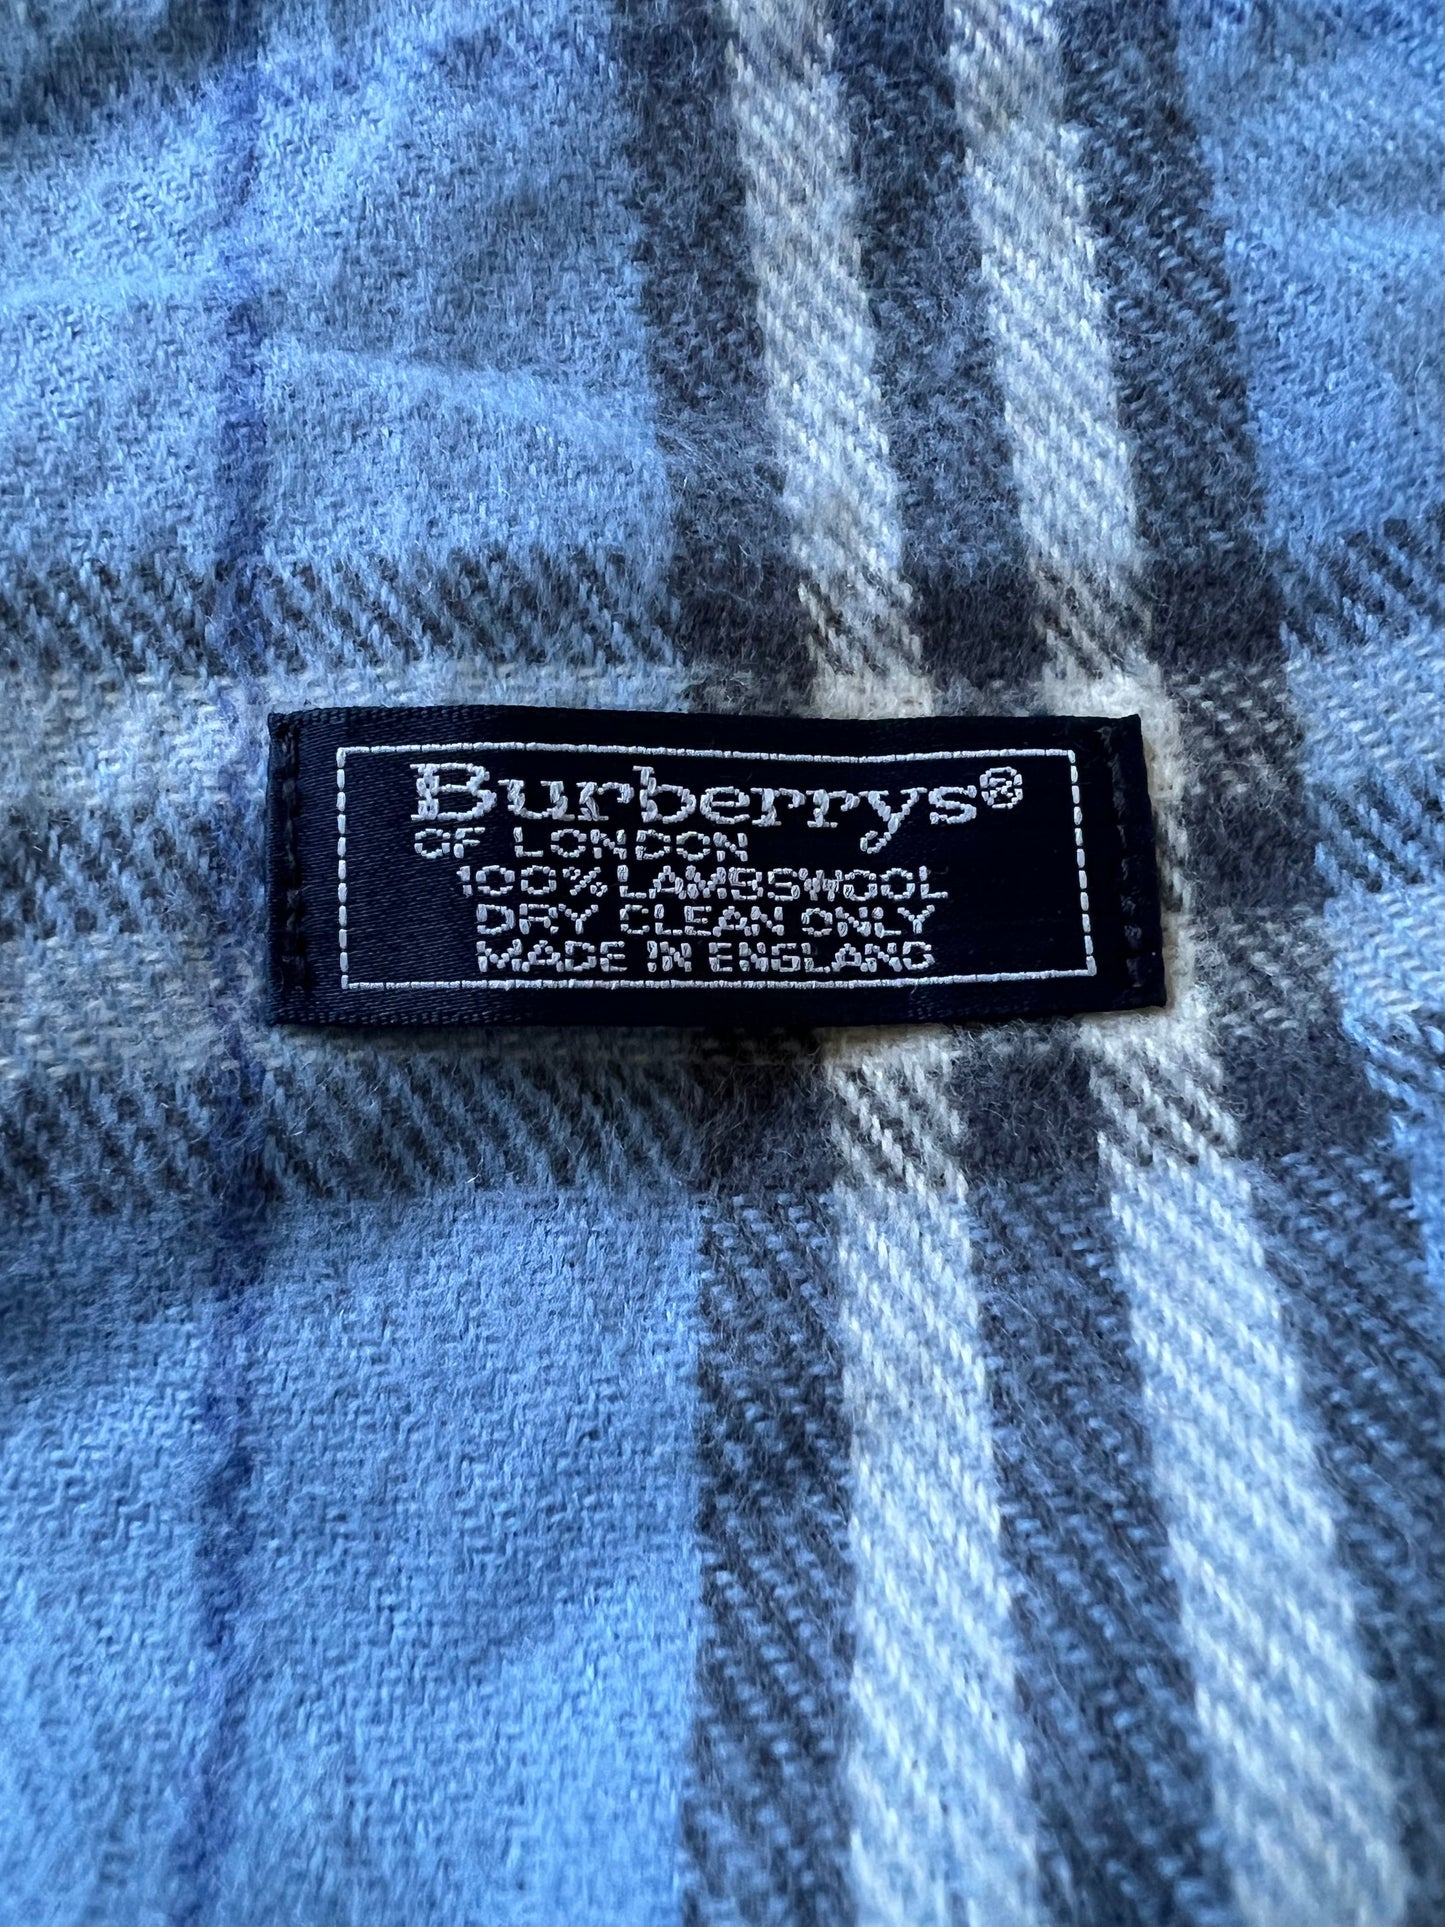 Burberrys®
OF LONDON
100% LAMBSWOOL
DRY CLEAN ONLY
MADE IN ENGLAND